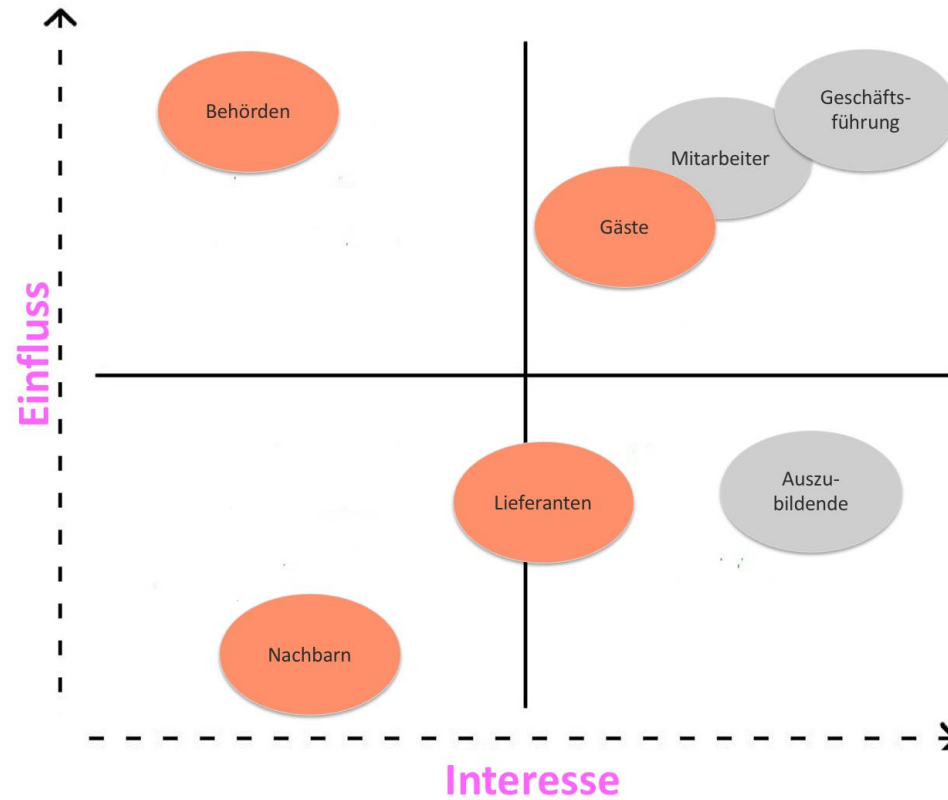 Behörden
Geschäfts-
führung
Mitarbeiter
Gäste
Einfluss
Lieferanten
Auszu-
bildende
Nachbarn
Interesse